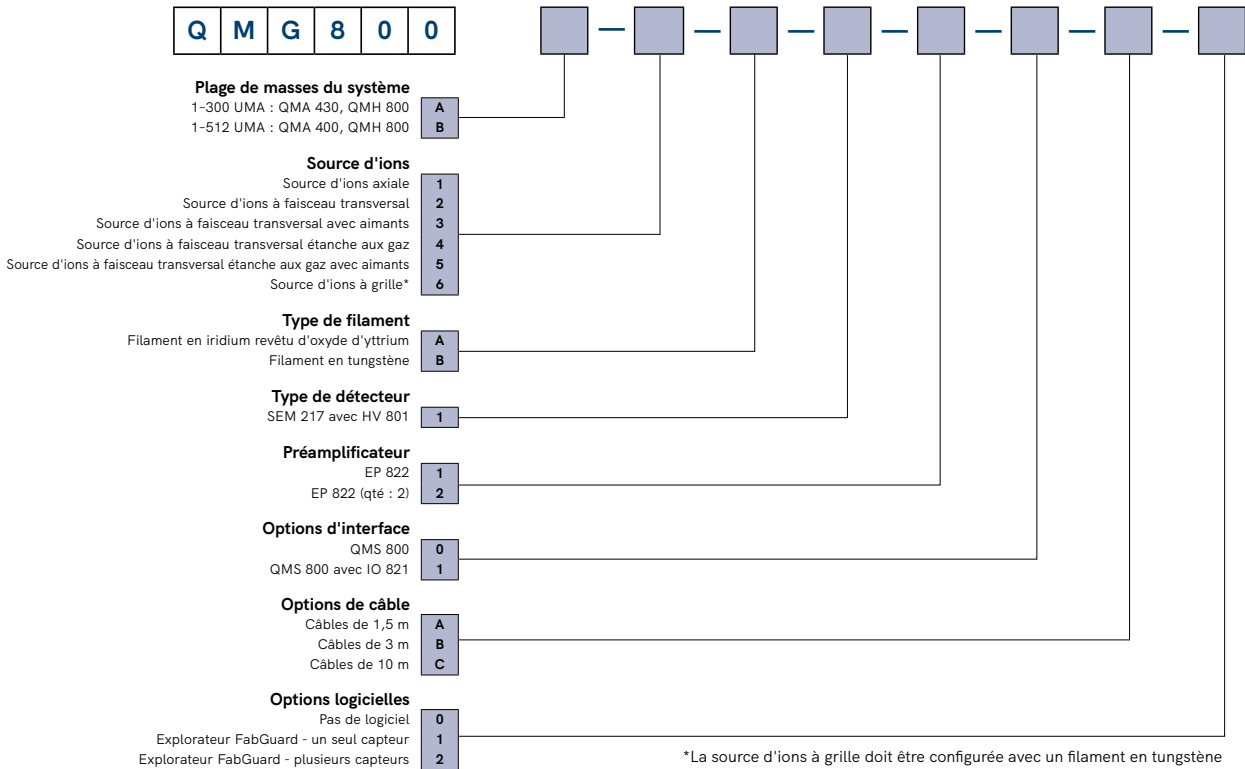 QMG800 — — — — — — —
Plage de masses du système
1-300 UMA : QMA 430, QMH 800 A
1-512 UMA : QMA 400, QMH 800 B
Source d'ions
Source d'ions axiale 1
Source d'ions à faisceau transversal 2
Source d'ions à faisceau transversal avec aimants 3
Source d'ions à faisceau transversal étanche aux gaz 4
Source d'ions à faisceau transversal étanche aux gaz avec aimants 5
Source d'ions à grille* 6
Type de filament
Filament en iridium revêtu d'oxyde d'yttrium A
Filament en tungstène B
Type de détecteur
SEM 217 avec HV 801 1
Préamplificateur
EP 822 1
EP 822 (qté : 2) 2
Options d'interface
QMS 800 0
QMS 800 avec IO 821 1
Options de câble
Câbles de 1,5 m A
Câbles de 3 m B
Câbles de 10 m C
Options logicielles
Pas de logiciel 0
Explorateur FabGuard - un seul capteur 1
Explorateur FabGuard - plusieurs capteurs 2
*La source d'ions à grille doit être configurée avec un filament en tungstène